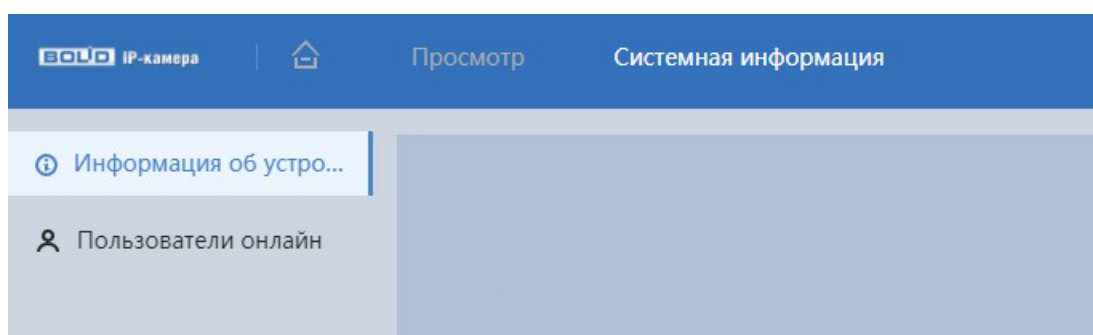 BOLID IP-камера Просмотр Системная информация
Информация об устро...
Пользователи онлайн